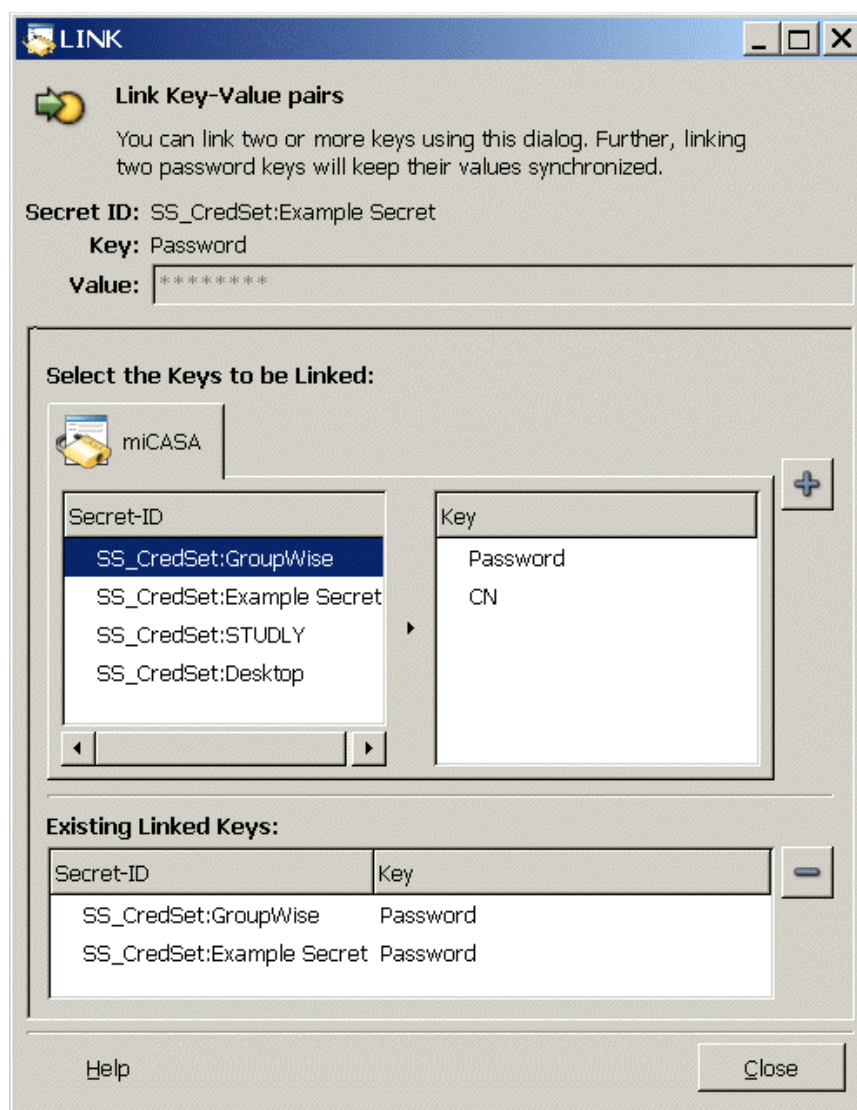 LINK
Link Key-Value pairs
You can link two or more keys using this dialog. Further, linking
two password keys will keep their values synchronized.
Secret ID: SS_CredSet:Example Secret
Key: Password
Value: ********
Select the Keys to be Linked:
miCASA
Secret-ID Key
SS_CredSet:GroupWise Password
SS_CredSet:Example Secret CN
SS_CredSet:STUDLY
SS_CredSet:Desktop
Existing Linked Keys:
Secret-ID Key
SS_CredSet:GroupWise Password
SS_CredSet:Example Secret Password
Help Close